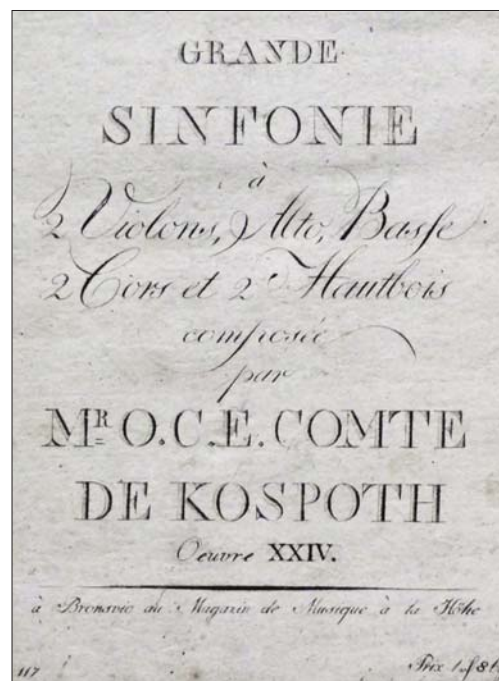 GRANDE
SINFONIE
à
2 Violons, Alto, Basse
2 Cors et 2 Hautbois
composée
par
MR O.C.E. COMTE
DE KOSPOTH
Oeuvre XXIV.
à Bronsvic au Magazin de Musique à la Höhe
117 Prix